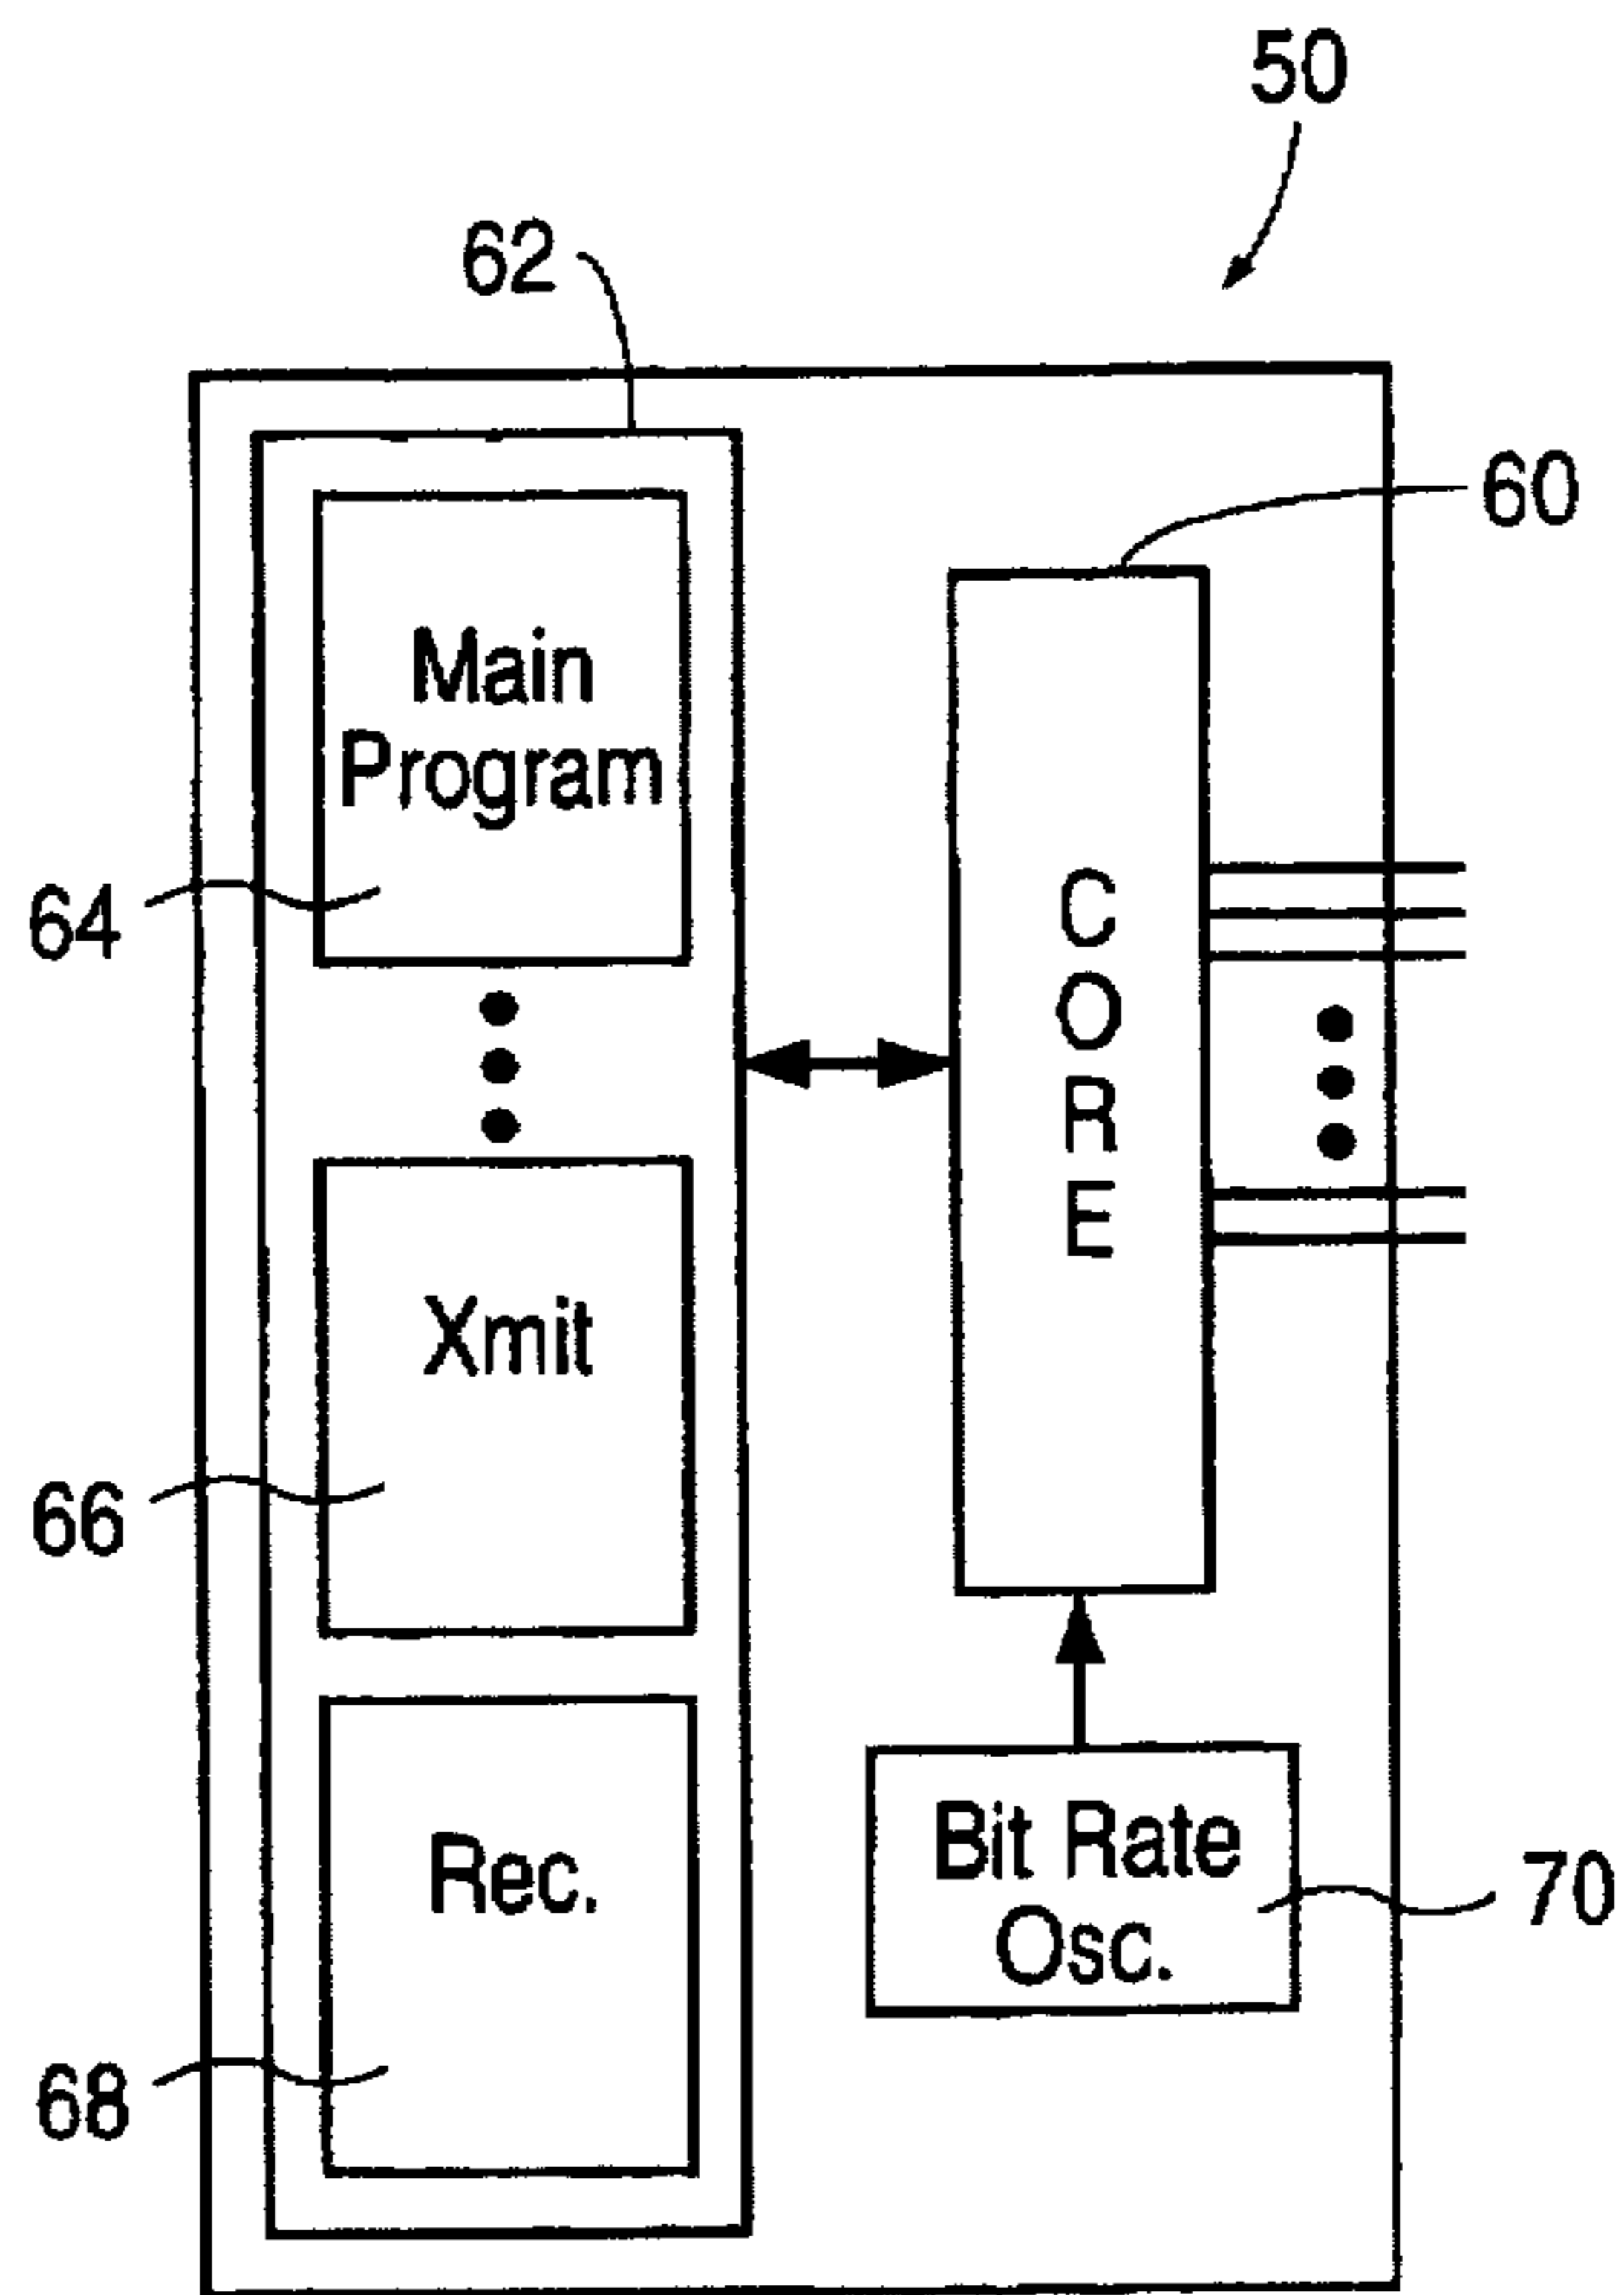 50
62
60
Main
Program
64
C
O
R
E
Xmit
66
Rec.
Bit Rate
Osc.
70
68